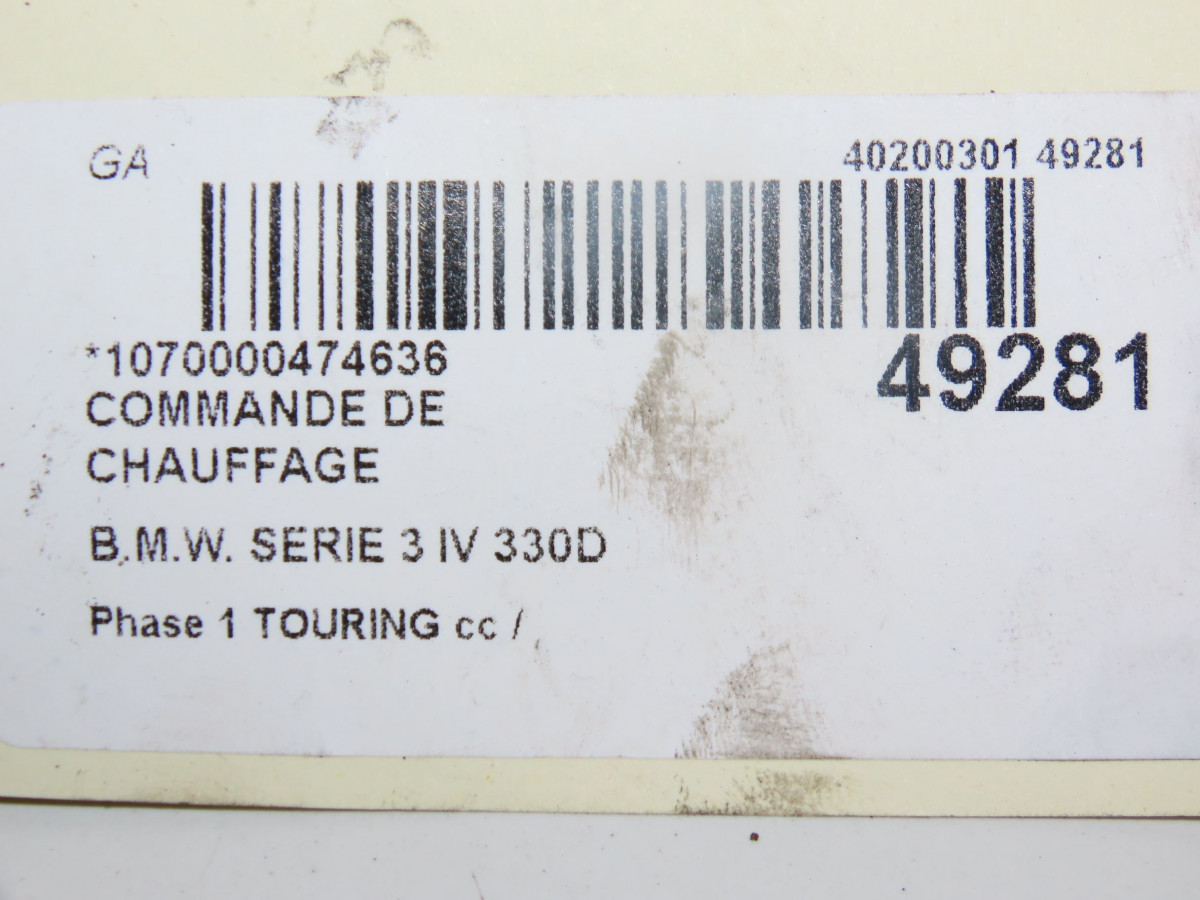 GA
40200301 49281
*1070000474636
49281
COMMANDE DE
CHAUFFAGE
B.M.W. SERIE 3 IV 330D
Phase 1 TOURING cc /